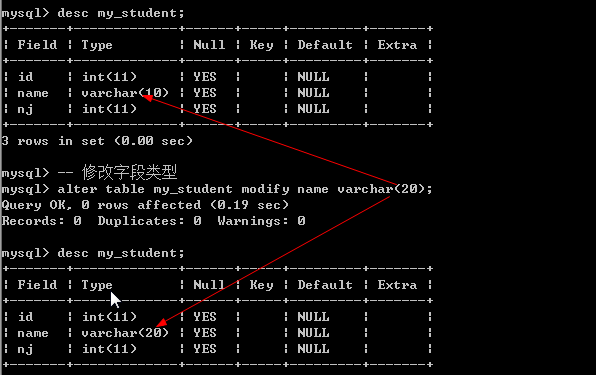 mysql> desc my_student;
+-------+-------------+------+-----+---------+-------+
| Field | Type        | Null | Key | Default | Extra |
+-------+-------------+------+-----+---------+-------+
| id    | int(11)     | YES  |     | NULL    |       |
| name  | varchar(10) | YES  |     | NULL    |       |
| nj    | int(11)     | YES  |     | NULL    |       |
+-------+-------------+------+-----+---------+-------+
3 rows in set (0.00 sec)
mysql> -- 修改字段类型
mysql> alter table my_student modify name varchar(20);
Query OK, 0 rows affected (0.19 sec)
Records: 0  Duplicates: 0  Warnings: 0
mysql> desc my_student;
+-------+-------------+------+-----+---------+-------+
| Field | Type        | Null | Key | Default | Extra |
+-------+-------------+------+-----+---------+-------+
| id    | int(11)     | YES  |     | NULL    |       |
| name  | varchar(20) | YES  |     | NULL    |       |
| nj    | int(11)     | YES  |     | NULL    |       |
+-------+-------------+------+-----+---------+-------+